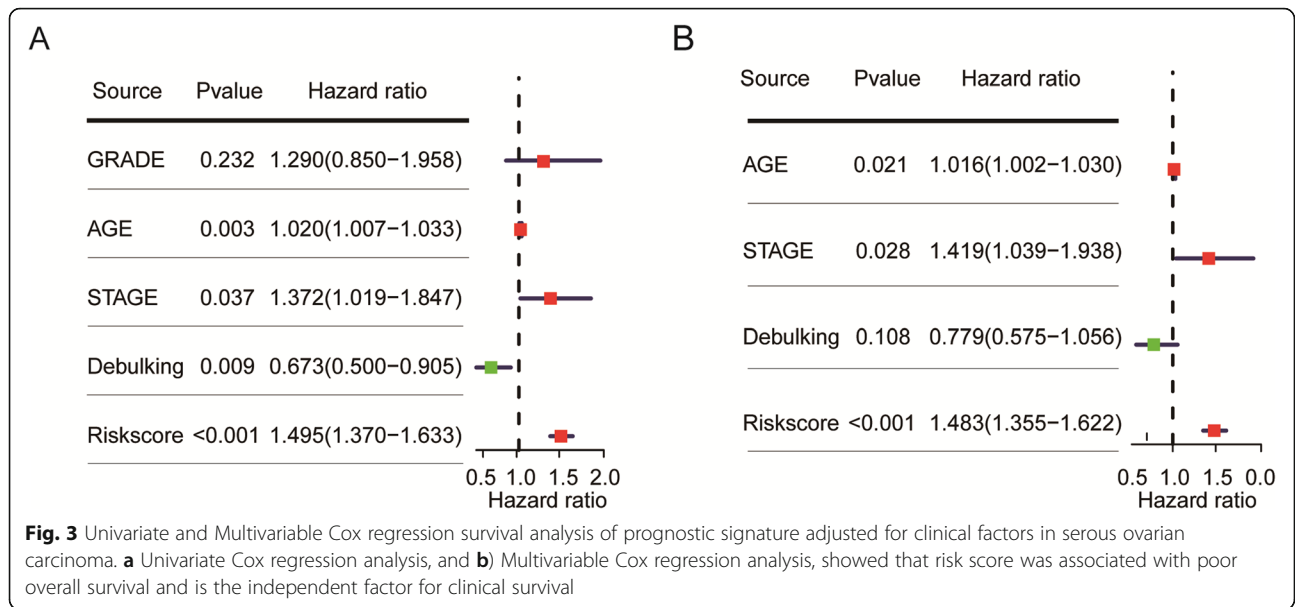 A
Source Pvalue Hazard ratio
GRADE 0.232 1.290(0.850−1.958)
AGE 0.003 1.020(1.007−1.033)
STAGE 0.037 1.372(1.019−1.847)
Debulking 0.009 0.673(0.500−0.905)
Riskscore <0.001 1.495(1.370−1.633)
0.5 1.0 1.5 2.0
Hazard ratio
B
Source Pvalue Hazard ratio
AGE 0.021 1.016(1.002−1.030)
STAGE 0.028 1.419(1.039−1.938)
Debulking 0.108 0.779(0.575−1.056)
Riskscore <0.001 1.483(1.355−1.622)
0.5 1.0 1.5 0.0
Hazard ratio
Fig. 3 Univariate and Multivariable Cox regression survival analysis of prognostic signature adjusted for clinical factors in serous ovarian
carcinoma. a Univariate Cox regression analysis, and b) Multivariable Cox regression analysis, showed that risk score was associated with poor
overall survival and is the independent factor for clinical survival